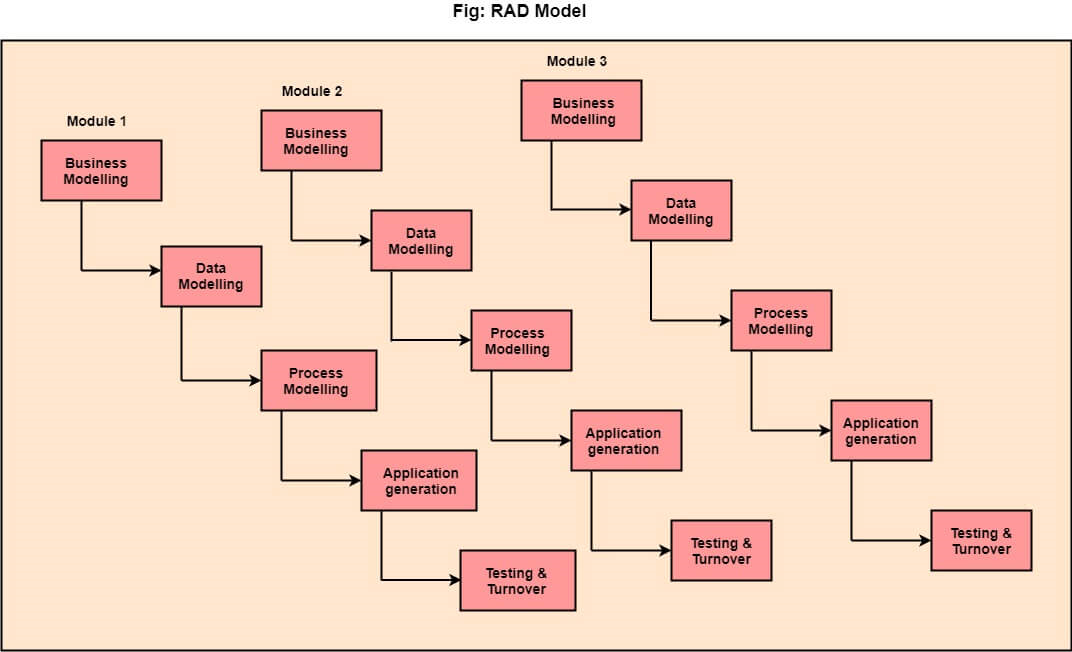 Fig: RAD Model
Module 1
Business
Modelling
Data
Modelling
Process
Modelling
Application
generation
Testing &
Turnover
Module 2
Business
Modelling
Data
Modelling
Process
Modelling
Application
generation
Testing &
Turnover
Module 3
Business
Modelling
Data
Modelling
Process
Modelling
Application
generation
Testing &
Turnover